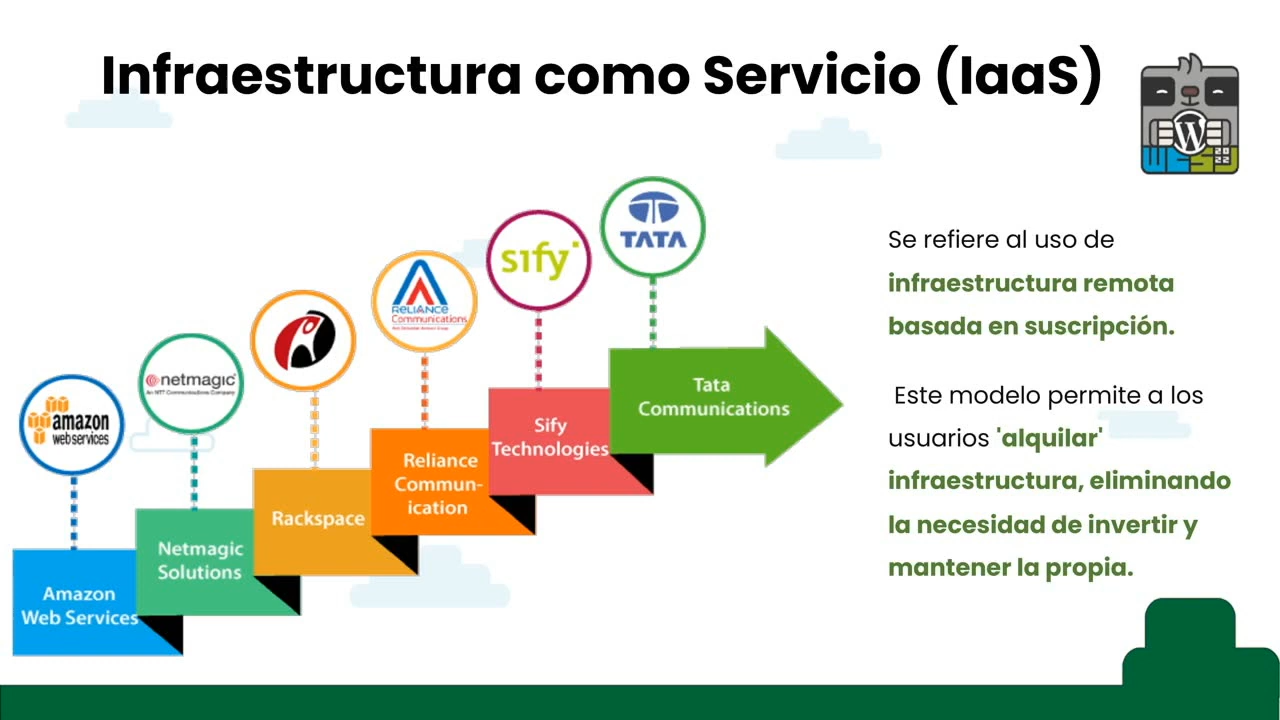 Infraestructura como Servicio (IaaS)
W
Se refiere al uso de
infraestructura remota
basada en suscripción.
Este modelo permite a los
usuarios 'alquilar'
infraestructura, eliminando
la necesidad de invertir y
mantener la propia.
amazon
webservices
Amazon
Web Services
netmagic
An NTT Communications Company
Netmagic
Solutions
Rackspace
RELIANCE
Communications
Reliance
Commun-
ication
sify
Sify
Technologies
TATA
Tata
Communications